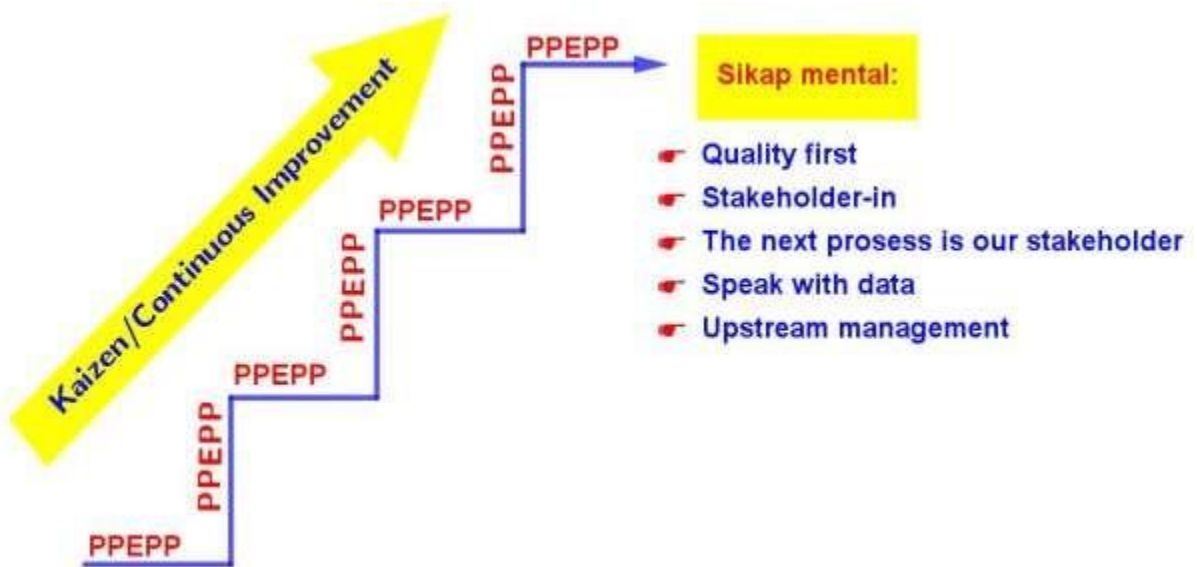 PPEPP
PPEPP
Sikap mental:
Kaizen/Continuous Improvement
Quality first
Stakeholder-in
PPEPP
The next prosess is our stakeholder
PPEPP
Speak with data
Upstream management
PPEPP
PPEPP
PPEPP